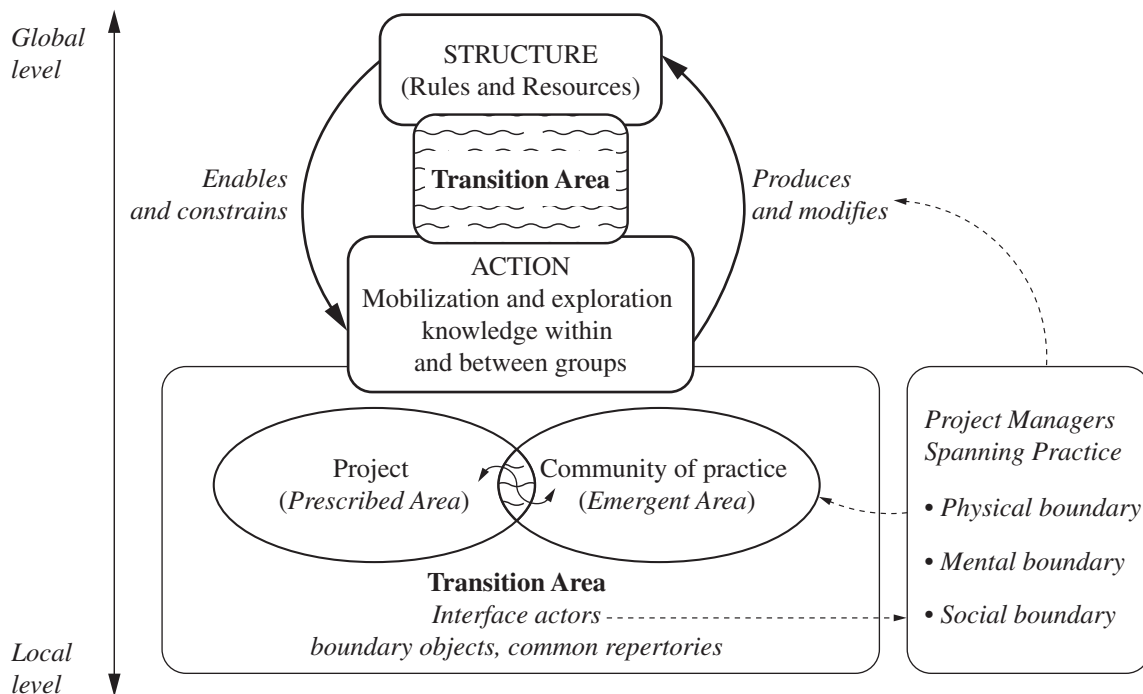 Global
level
STRUCTURE
(Rules and Resources)
Transition Area
Enables
and constrains
Produces
and modifies
ACTION
Mobilization and exploration
knowledge within
and between groups
Project
(Prescribed Area)
Community of practice
(Emergent Area)
Transition Area
Interface actors
boundary objects, common repertories
Project Managers
Spanning Practice
• Physical boundary
• Mental boundary
• Social boundary
Local
level